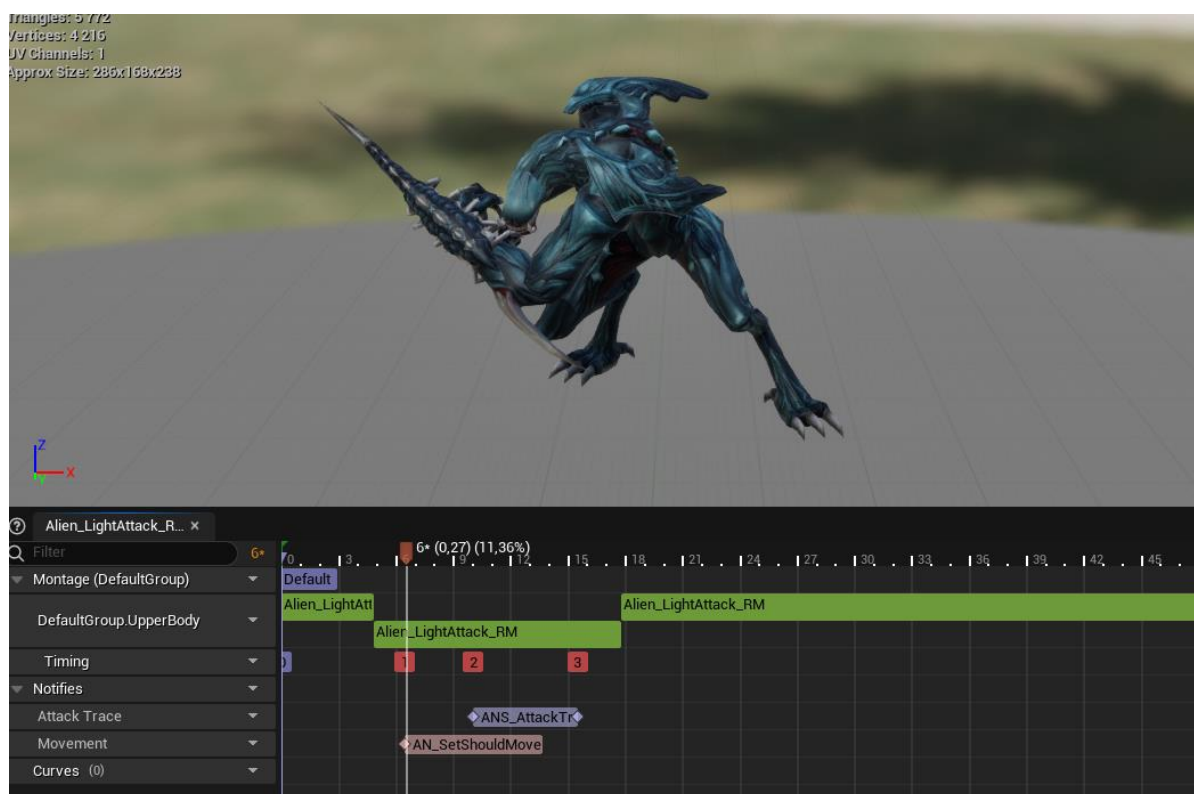 Triangles: 5 772
Vertices: 4 216
UV Channels: 1
Approx Size: 286x168x238
Z
X
Y
Alien_LightAttack_R... ×
Filter
6*
6* (0,27) (11,36%)
0 3 6 9 12 15 18 21 24 27 30 33 36 39 42 45
Montage (DefaultGroup)
Default
Alien_LightAtt
Alien_LightAttack_RM
DefaultGroup.UpperBody
Alien_LightAttack_RM
Timing
1 2 3
Notifies
Attack Trace
ANS_AttackTr
Movement
AN_SetShouldMove
Curves (0)